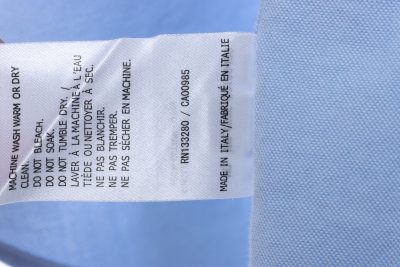 MACHINE WASH WARM OR DRY
CLEAN.
DO NOT BLEACH.
DO NOT SOAK.
DO NOT TUMBLE DRY. /
LAVER À LA MACHINE À L'EAU
TIÈDE OU NETTOYER À SEC.
NE PAS BLANCHIR.
NE PAS TREMPER.
NE PAS SÈCHER EN MACHINE.
RN133280 / CA00985
MADE IN ITALY/FABRIQUÉ EN ITALIE